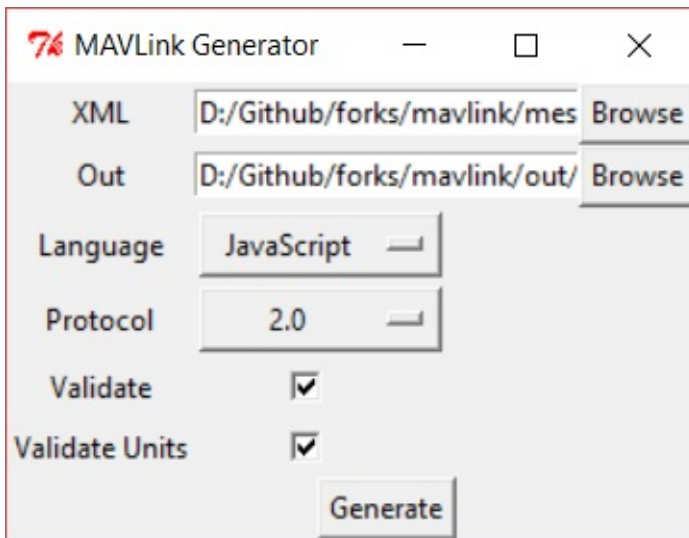 MAVLink Generator
XML D:/Github/forks/mavlink/mes Browse
Out D:/Github/forks/mavlink/out/ Browse
Language JavaScript
Protocol 2.0
Validate
Validate Units
Generate